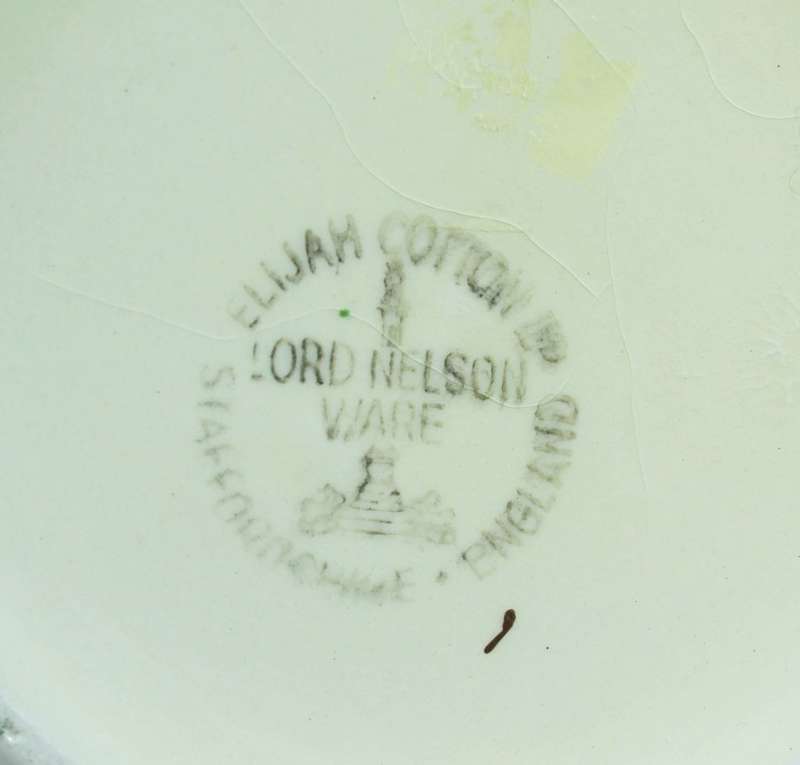 ELIJAH COTTON LTD
LORD NELSON
WARE
STAFFORDSHIRE · ENGLAND